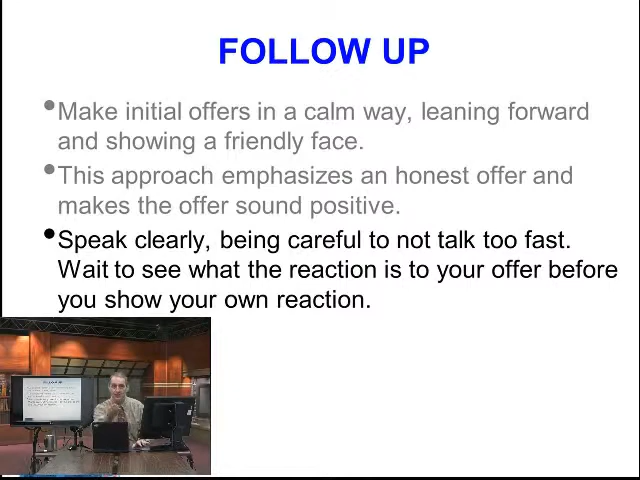 FOLLOW UP
•Make initial offers in a calm way, leaning forward
and showing a friendly face.
•This approach emphasizes an honest offer and
makes the offer sound positive.
•Speak clearly, being careful to not talk too fast.
Wait to see what the reaction is to your offer before
you show your own reaction.
FOLLOW UP